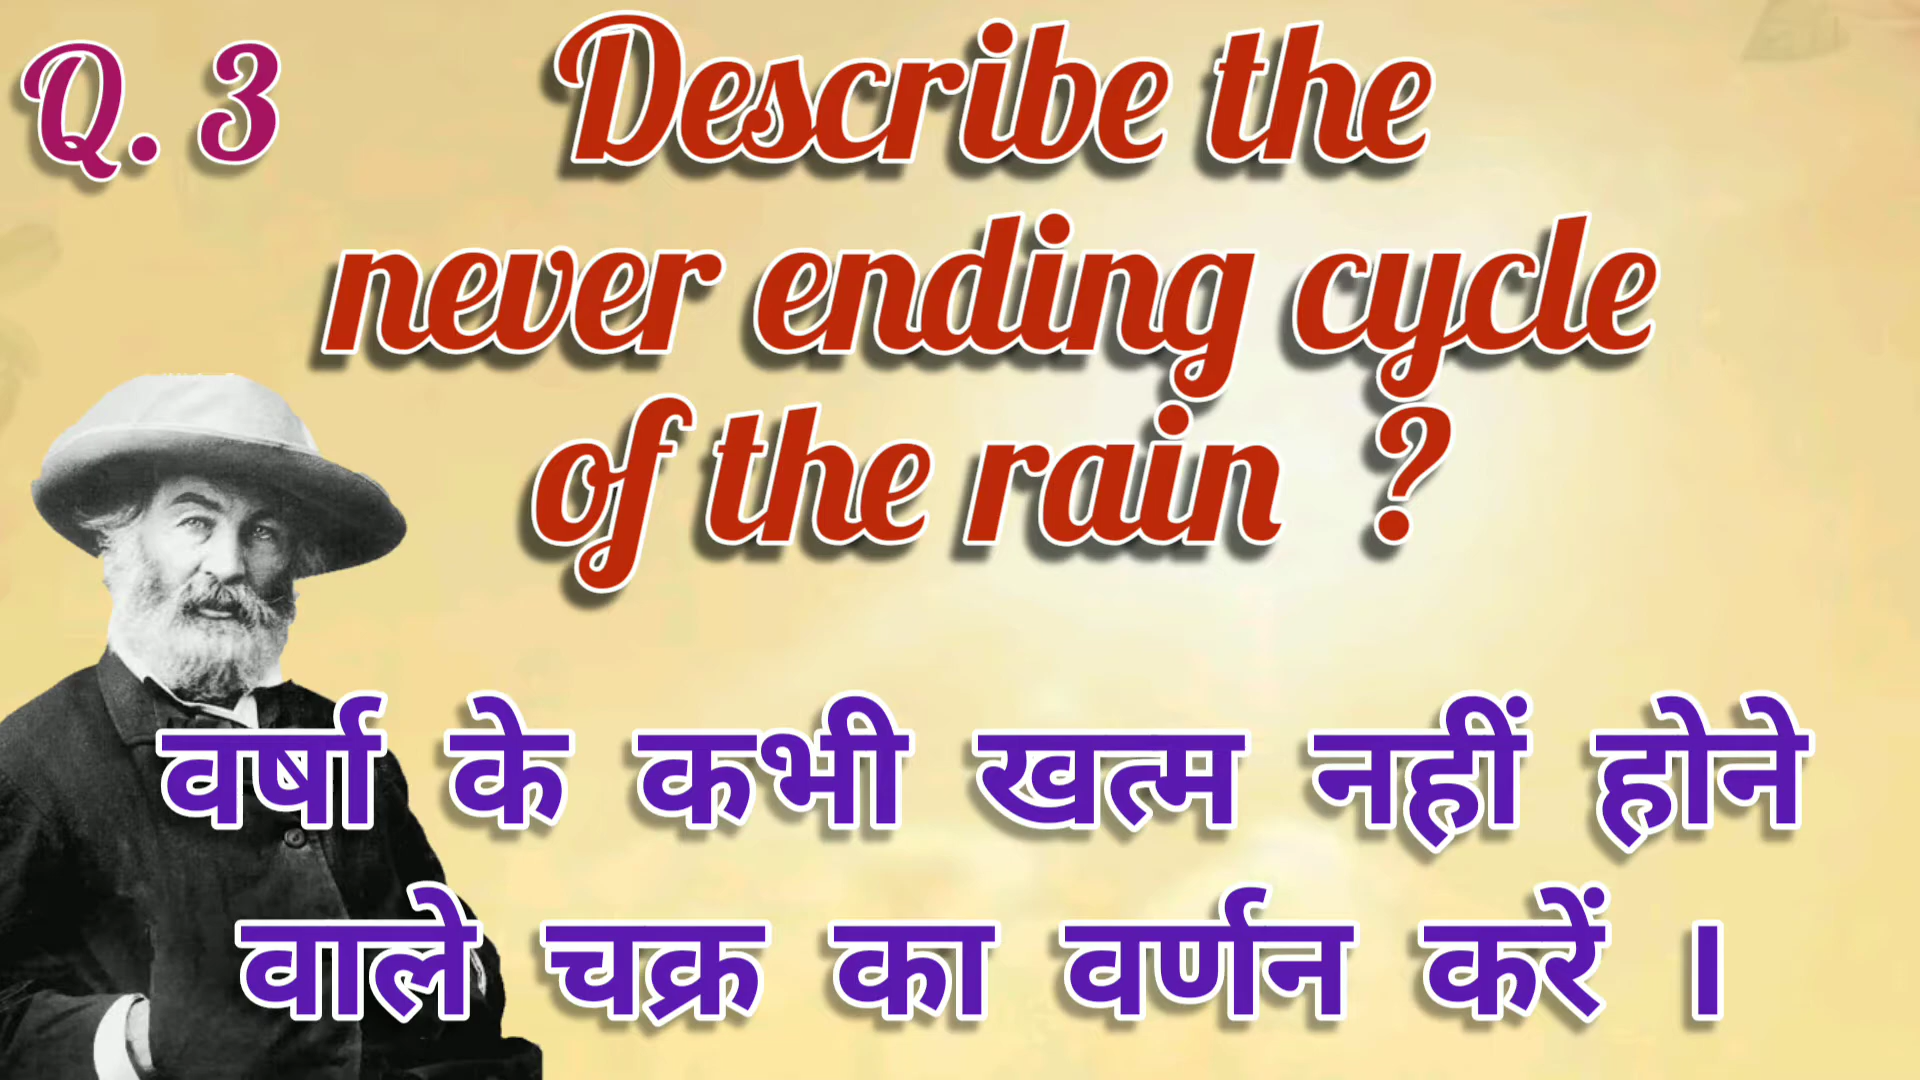 Q. 3
Describe the
never ending cycle
of the rain ?
वर्षा के कभी खत्म नहीं होने
वाले चक्र का वर्णन करें ।